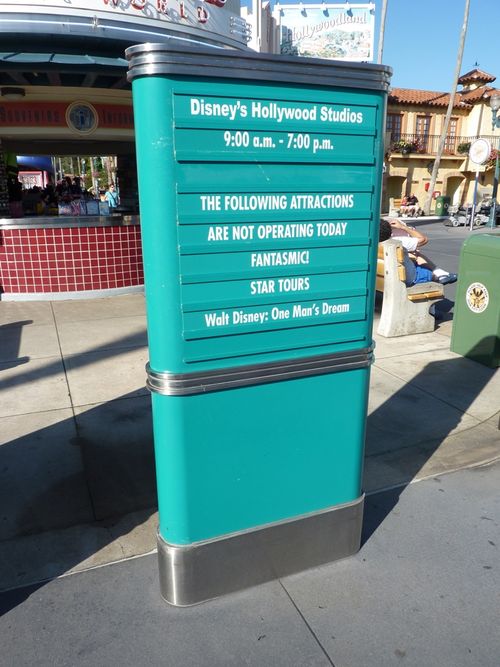 WORLD
Hollywoodland
Disney's Hollywood Studios
9:00 a.m. - 7:00 p.m.
THE FOLLOWING ATTRACTIONS
ARE NOT OPERATING TODAY
FANTASMIC!
STAR TOURS
Walt Disney: One Man's Dream